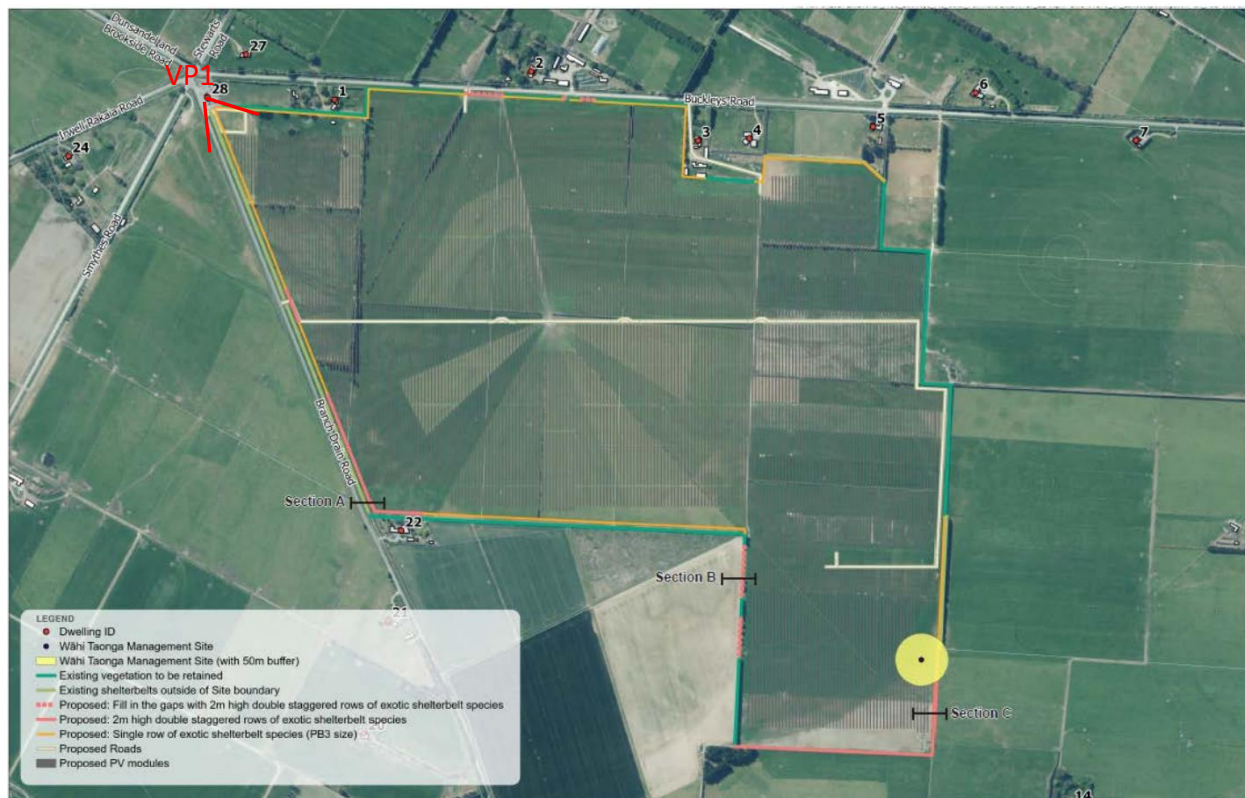 Dunsandel and
Brookside Road
Stewarts
Road
27
VP1
28
1
2
Buckleys Road
6
5
3
4
7
Irwell Rakaia Road
24
Smythes Road
Branch Drain Road
Section A
22
Section B
21
Section C
14
LEGEND
Dwelling ID
Wāhi Taonga Management Site
Wāhi Taonga Management Site (with 50m buffer)
Existing vegetation to be retained
Existing shelterbelts outside of Site boundary
Proposed: Fill in the gaps with 2m high double staggered rows of exotic shelterbelt species
Proposed: 2m high double staggered rows of exotic shelterbelt species
Proposed: Single row of exotic shelterbelt species (PB3 size)
Proposed Roads
Proposed PV modules